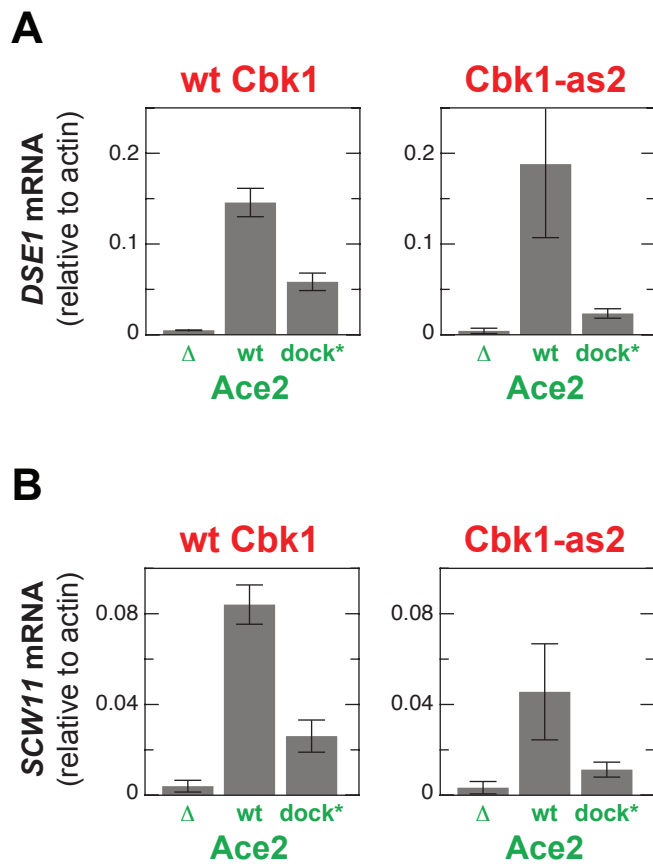 A
wt Cbk1
Cbk1-as2
DSE1 mRNA
(relative to actin)
0.2
0.1
0
0.2
0.1
0
Δ wt dock*
Ace2
Δ wt dock*
Ace2
B
wt Cbk1
Cbk1-as2
SCW11 mRNA
(relative to actin)
0.08
0.04
0
0.08
0.04
0
Δ wt dock*
Ace2
Δ wt dock*
Ace2